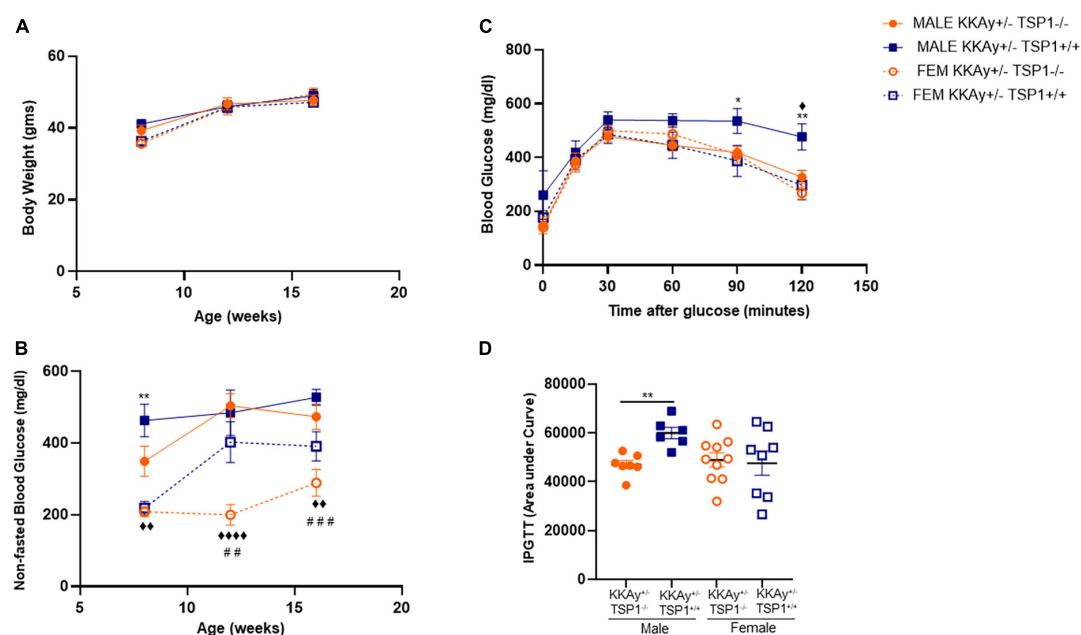 A
60
40
20
0
5
10
15
20
Body Weight (gms)
Age (weeks)
C
800
600
400
200
0
0
30
60
90
120
150
*
♦
**
Blood Glucose (mg/dl)
Time after glucose (minutes)
MALE KKAy+/- TSP1-/-
MALE KKAy+/- TSP1+/+
FEM KKAy+/- TSP1-/-
FEM KKAy+/- TSP1+/+
B
600
400
200
0
5
10
15
20
**
♦♦
♦♦♦♦
##
♦♦
###
Non-fasted Blood Glucose (mg/dl)
Age (weeks)
D
80000
60000
40000
20000
0
**
IPGTT (Area under Curve)
KKAy+/- KKAy+/- KKAy+/- KKAy+/-
TSP1-/- TSP1+/+ TSP1-/- TSP1+/+
Male Female